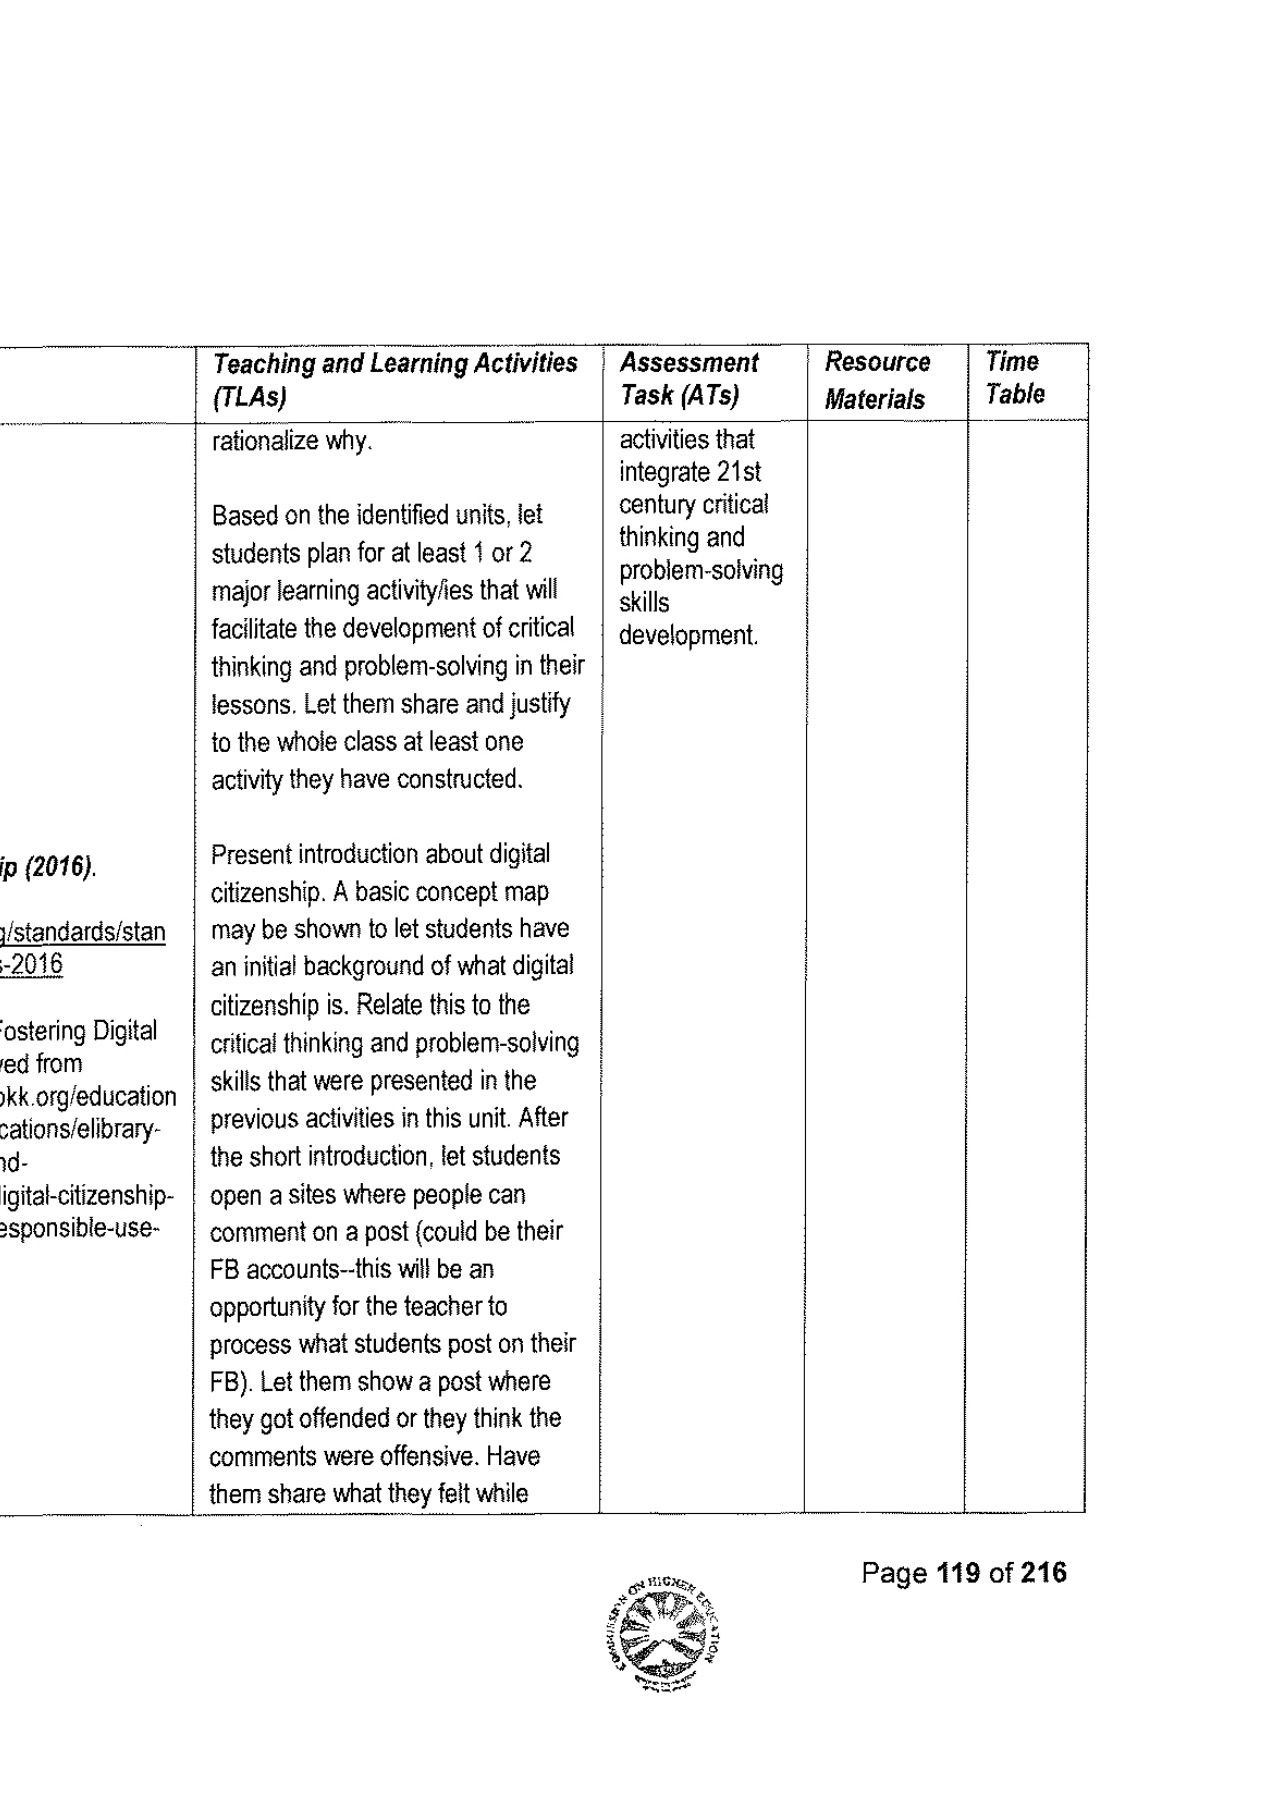 Teaching and Learning Activities
(TLAs)
Assessment
Task (ATs)
Resource
Materials
Time
Table
ip (2016).
g/standards/stan
s-2016
Fostering Digital
ved from
okk.org/education
cations/elibrary-
nd-
digital-citizenship-
esponsible-use-
rationalize why.
Based on the identified units, let
students plan for at least 1 or 2
major learning activity/ies that will
facilitate the development of critical
thinking and problem-solving in their
lessons. Let them share and justify
to the whole class at least one
activity they have constructed.
Present introduction about digital
citizenship. A basic concept map
may be shown to let students have
an initial background of what digital
citizenship is. Relate this to the
critical thinking and problem-solving
skills that were presented in the
previous activities in this unit. After
the short introduction, let students
open a sites where people can
comment on a post (could be their
FB accounts--this will be an
opportunity for the teacher to
process what students post on their
FB). Let them show a post where
they got offended or they think the
comments were offensive. Have
them share what they felt while
activities that
integrate 21st
century critical
thinking and
problem-solving
skills
development.
Page 119 of 216
COMMISSION ON HIGHER EDUCATION